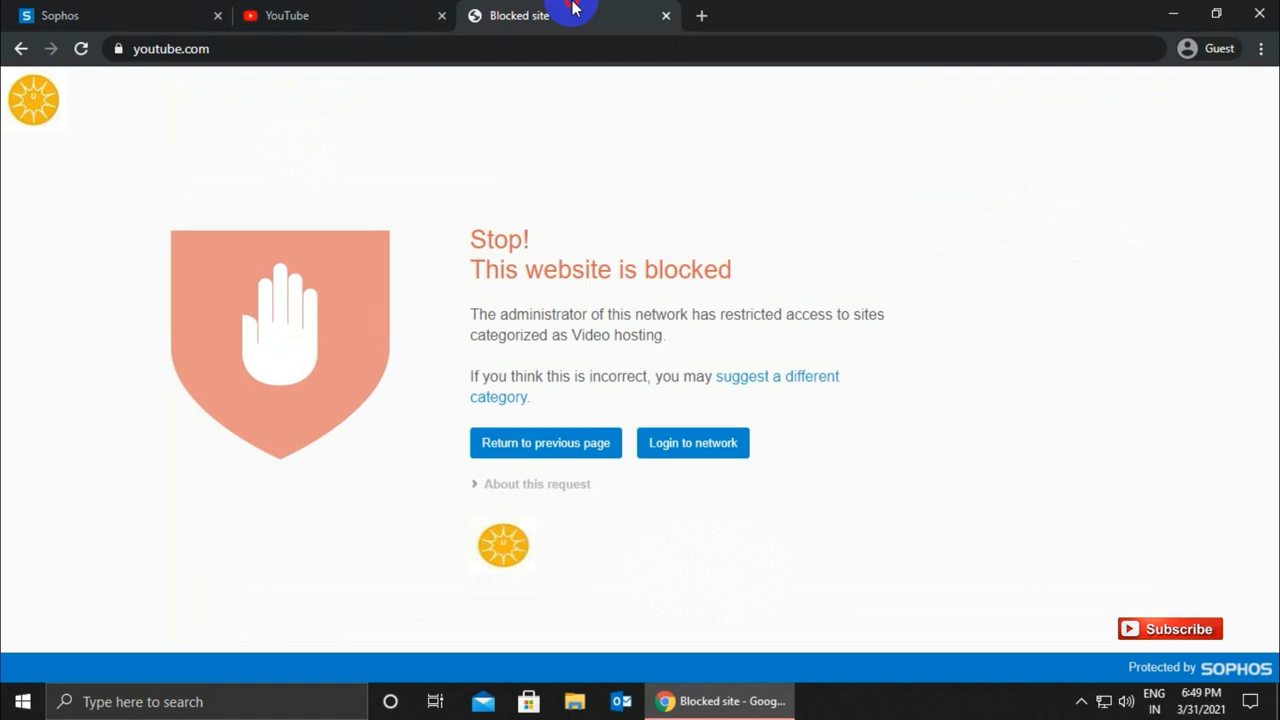 Sophos
YouTube
Blocked site
youtube.com
Guest
Stop!
This website is blocked
The administrator of this network has restricted access to sites
categorized as Video hosting.
If you think this is incorrect, you may suggest a different
category.
Return to previous page
Login to network
About this request
Subscribe
Protected by SOPHOS
Type here to search
Blocked site - Goog...
ENG
IN
6:49 PM
3/31/2021